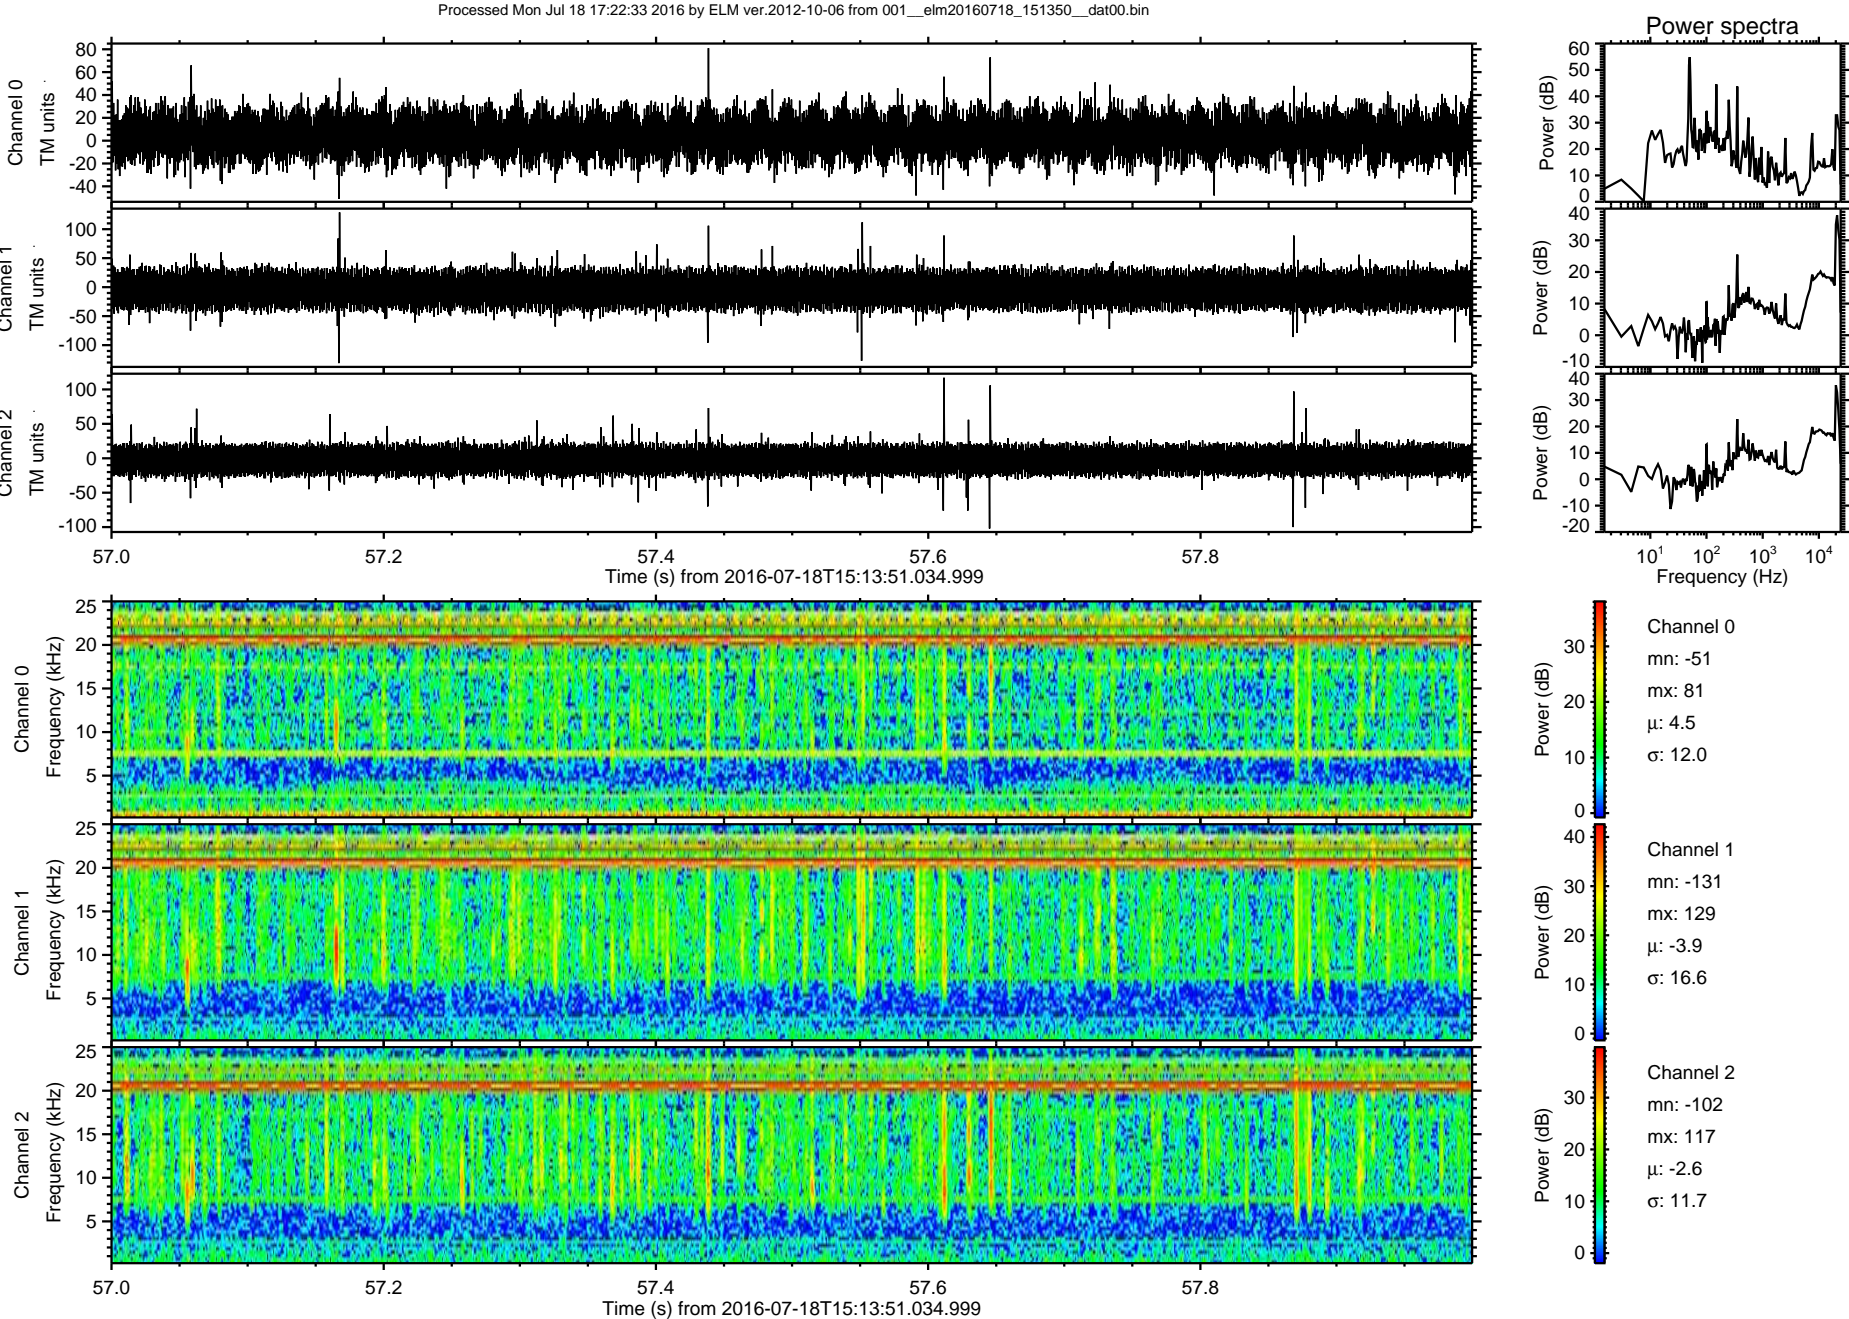 Processed Mon Jul 18 17:22:33 2016 by ELM ver.2012-10-06 from 001__elm20160718_151350__dat00.bin
Power spectra
Channel 0
TM units
80
60
40
20
0
-20
-40
Power (dB)
60
50
40
30
20
10
0
Channel 1
TM units
100
50
0
-50
-100
Power (dB)
40
30
20
10
0
-10
Channel 2
TM units
100
50
0
-50
-100
Power (dB)
40
30
20
10
0
-10
-20
57.0 57.2 57.4 57.6 57.8
Time (s) from 2016-07-18T15:13:51.034.999
10¹ 10² 10³ 10⁴
Frequency (Hz)
Channel 0
Frequency (kHz)
25
20
15
10
5
Power (dB)
30
20
10
0
Channel 0
mn: -51
mx: 81
μ: 4.5
σ: 12.0
Channel 1
Frequency (kHz)
25
20
15
10
5
Power (dB)
40
30
20
10
0
Channel 1
mn: -131
mx: 129
μ: -3.9
σ: 16.6
Channel 2
Frequency (kHz)
25
20
15
10
5
Power (dB)
30
20
10
0
Channel 2
mn: -102
mx: 117
μ: -2.6
σ: 11.7
57.0 57.2 57.4 57.6 57.8
Time (s) from 2016-07-18T15:13:51.034.999